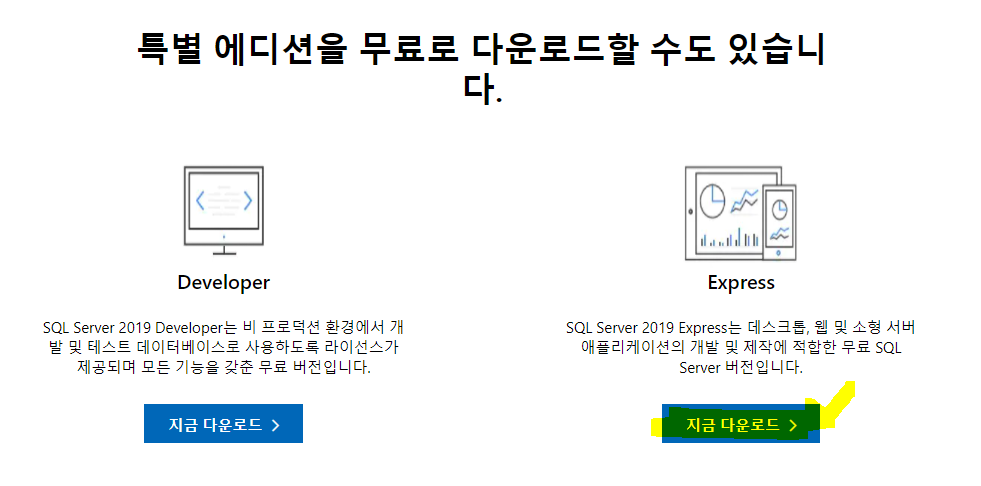 특별 에디션을 무료로 다운로드할 수도 있습니
다.
Developer
SQL Server 2019 Developer는 비 프로덕션 환경에서 개
발 및 테스트 데이터베이스로 사용하도록 라이선스가
제공되며 모든 기능을 갖춘 무료 버전입니다.
지금 다운로드
Express
SQL Server 2019 Express는 데스크톱, 웹 및 소형 서버
애플리케이션의 개발 및 제작에 적합한 무료 SQL
Server 버전입니다.
지금 다운로드